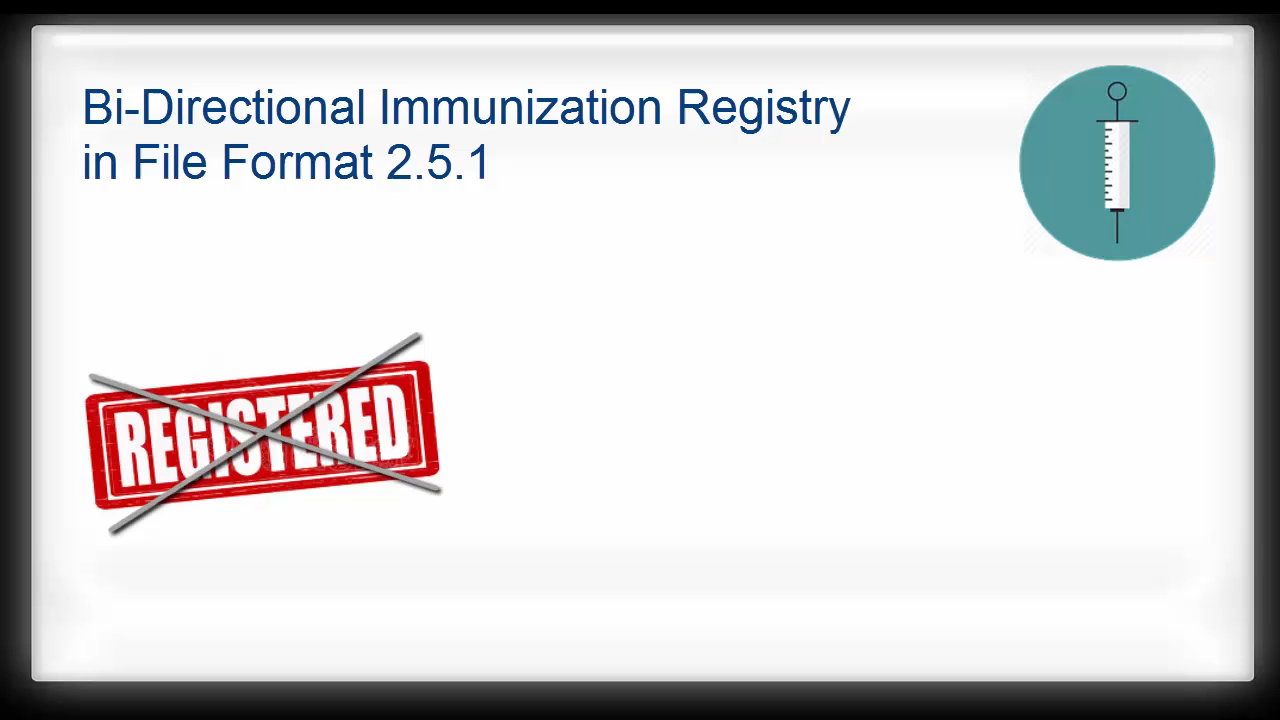 Bi-Directional Immunization Registry
in File Format 2.5.1
REGISTERED